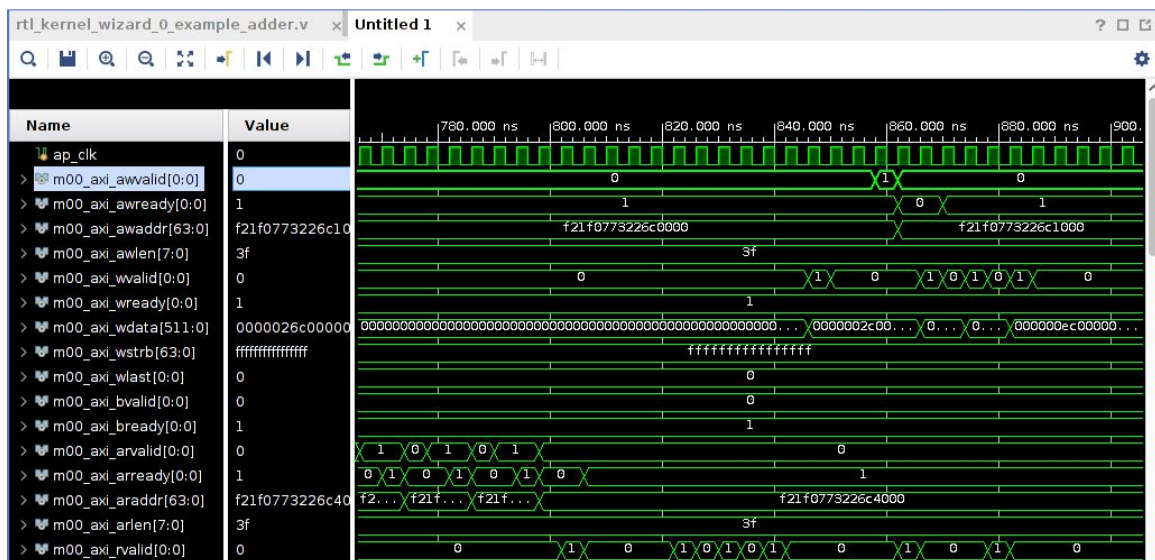 rtl_kernel_wizard_0_example_adder.v × Untitled 1 ×
Name Value
780.000 ns 800.000 ns 820.000 ns 840.000 ns 860.000 ns 880.000 ns 900.
ap_clk 0
m00_axi_awvalid[0:0] 0 0 1 0
m00_axi_awready[0:0] 1 1 0 1
m00_axi_awaddr[63:0] f21f0773226c10 f21f0773226c0000 f21f0773226c1000
m00_axi_awlen[7:0] 3f 3f
m00_axi_wvalid[0:0] 0 0 1 0 1 0 1 0 1 0
m00_axi_wready[0:0] 1 1
m00_axi_wdata[511:0] 0000026c00000 0000002c00... 0... 0... 000000ec00000...
m00_axi_wstrb[63:0] ffffffffffffffff
m00_axi_wlast[0:0] 0 0
m00_axi_bvalid[0:0] 0 0
m00_axi_bready[0:0] 1 1
m00_axi_arvalid[0:0] 0 1 0 1 0 1 0
m00_axi_arready[0:0] 1 0 1 0 1 0 1 0 1
m00_axi_araddr[63:0] f21f0773226c40 f2... f21f... f21f... f21f0773226c4000
m00_axi_arlen[7:0] 3f 3f
m00_axi_rvalid[0:0] 0 0 1 0 1 0 1 0 1 0 1 0 1 0